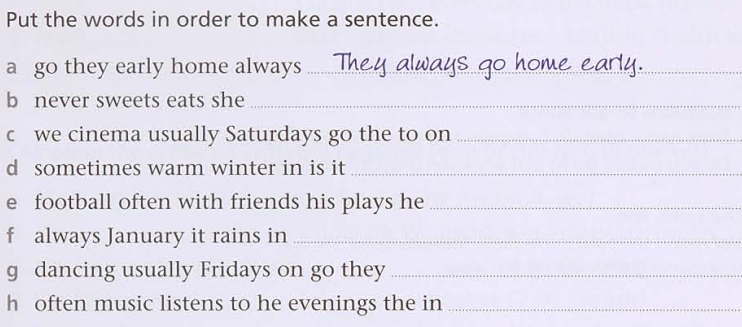 Put the words in order to make a sentence.
a go they early home always They always go home early.
b never sweets eats she
c we cinema usually Saturdays go the to on
d sometimes warm winter in is it
e football often with friends his plays he
f always January it rains in
g dancing usually Fridays on go they
h often music listens to he evenings the in